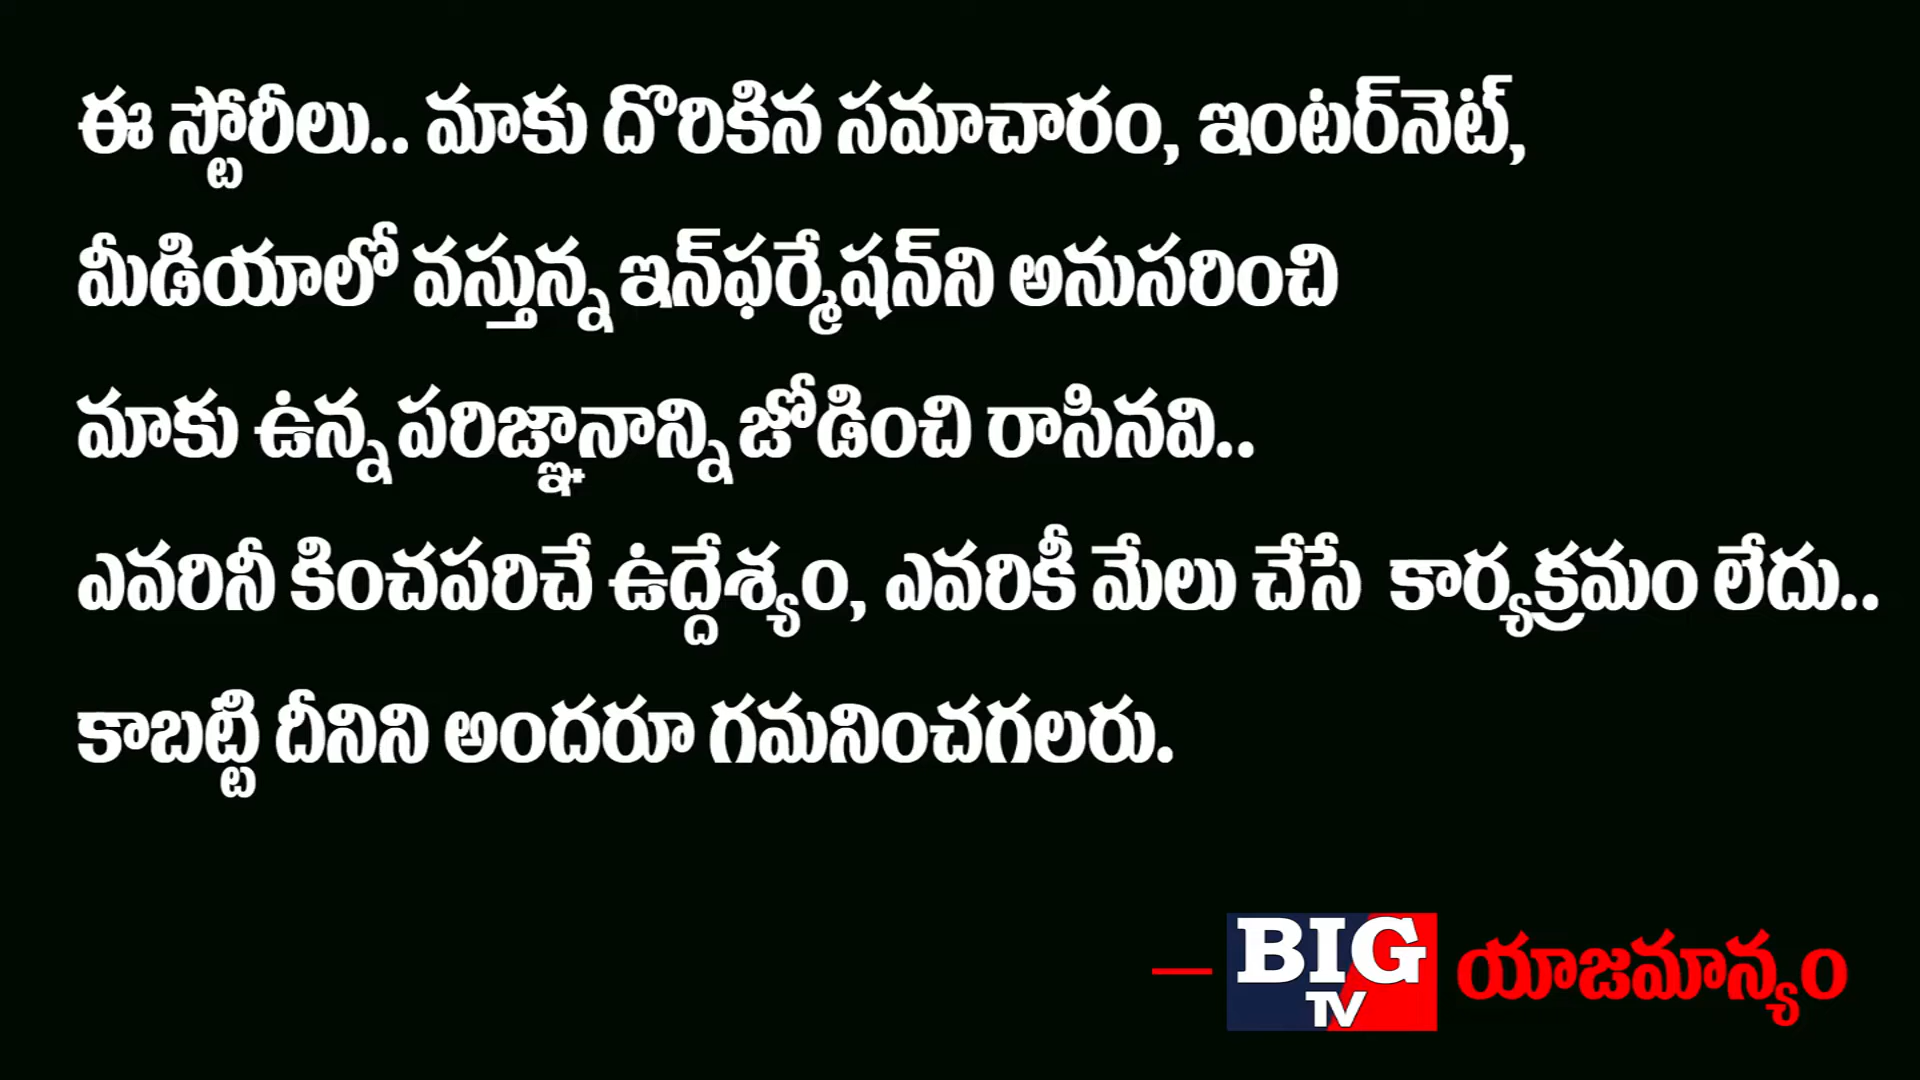 ఈ స్టోరీలు.. మాకు దొరికిన సమాచారం, ఇంటర్‌నెట్,
మీడియాలో వస్తున్న ఇన్‌ఫర్మేషన్‌ని అనుసరించి
మాకు ఉన్న పరిజ్ఞానాన్ని జోడించి రాసినవి..
ఎవరినీ కించపరిచే ఉద్దేశ్యం, ఎవరికీ మేలు చేసే కార్యక్రమం లేదు..
కాబట్టి దీనిని అందరూ గమనించగలరు.
— BIG TV యాజమాన్యం